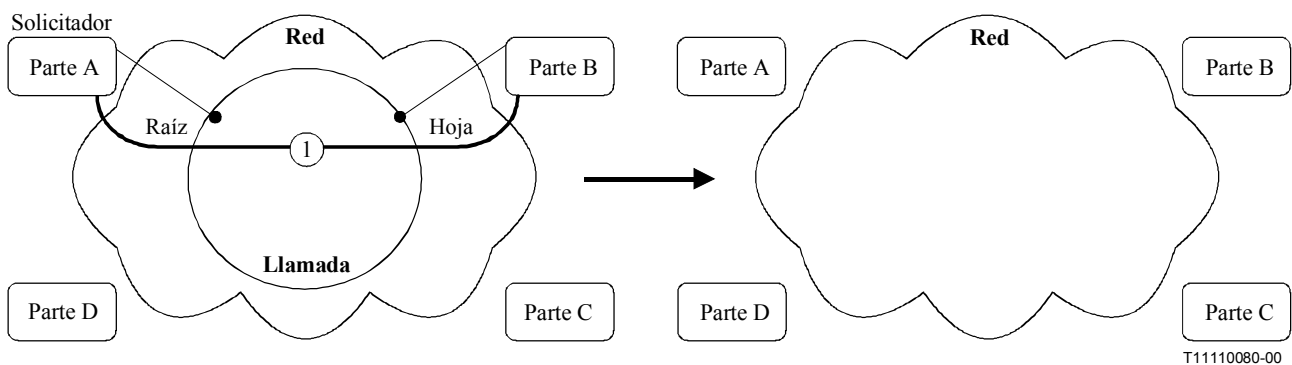 Solicitador
Parte A
Red
Parte B
Raíz
1
Hoja
Llamada
Parte D
Parte C
Parte A
Red
Parte B
Parte D
Parte C
T11110080-00